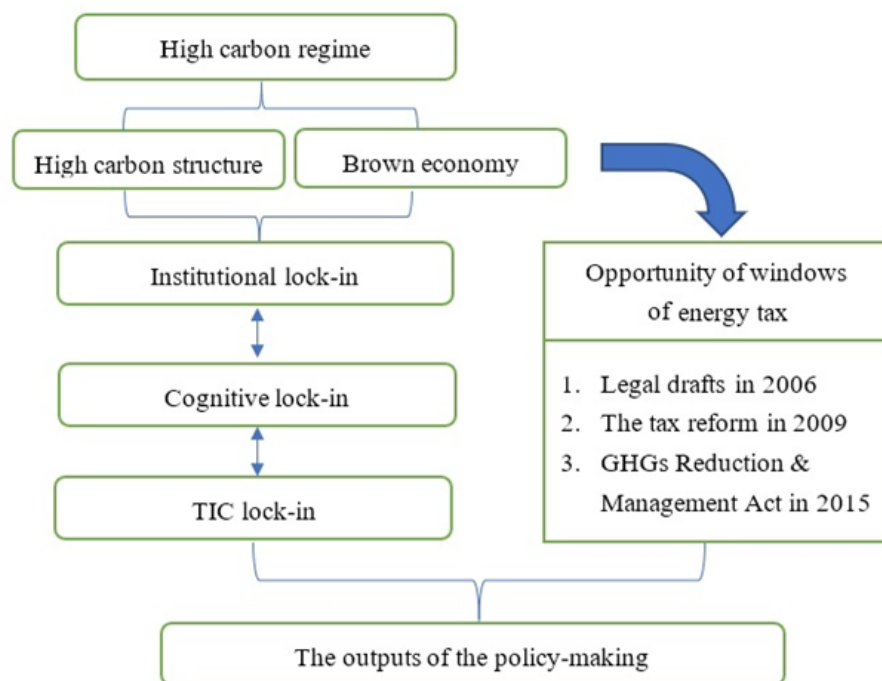 High carbon regime
High carbon structure
Brown economy
Institutional lock-in
Cognitive lock-in
TIC lock-in
Opportunity of windows
of energy tax
1. Legal drafts in 2006
2. The tax reform in 2009
3. GHGs Reduction &
Management Act in 2015
The outputs of the policy-making